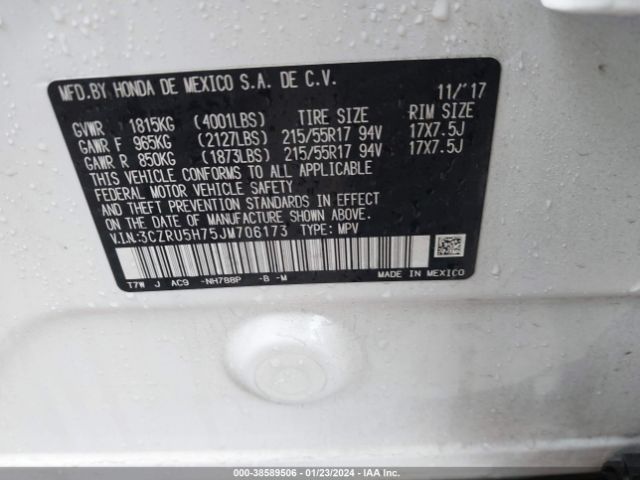 MFD. BY HONDA DE MEXICO S.A. DE C.V. 11/'17
GVWR 1815KG (4001LBS) TIRE SIZE RIM SIZE
GAWR F 965KG (2127LBS) 215/55R17 94V 17X7.5J
GAWR R 850KG (1873LBS) 215/55R17 94V 17X7.5J
THIS VEHICLE CONFORMS TO ALL APPLICABLE
FEDERAL MOTOR VEHICLE SAFETY
AND THEFT PREVENTION STANDARDS IN EFFECT
ON THE DATE OF MANUFACTURE SHOWN ABOVE.
V.IN:3CZRU5H75JM706173 TYPE: MPV
T7W J AC9 -NH788P -B -M MADE IN MEXICO
000-38589506 | 01/23/2024 | IAA Inc.